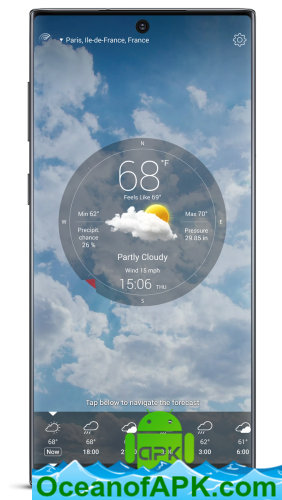 Paris, Ile-de-France, France
N
68 °F
Feels Like 69°
Min 62° Max 70°
W E
Precipit. chance 26 %
Pressure 29.85 in
Partly Cloudy
Wind 15 mph
15:06 THU
S
Tap below to navigate the forecast
68° 68° 62° 61°
Now 18:00 3:00 6:00
APK
OceanofAPK.com